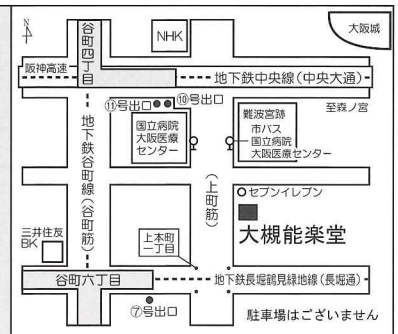 N
大阪城
NHK
谷町四丁目
阪神高速
地下鉄中央線(中央大通)
⑪号出口
⑩号出口
至森ノ宮
国立病院
大阪医療
センター
難波宮跡
市バス
国立病院
大阪医療センター
地下鉄谷町線(谷町筋)
(上町筋)
セブンイレブン
大槻能楽堂
三井住友
BK
上本町
一丁目
谷町六丁目
地下鉄長堀鶴見緑地線(長堀通)
⑦号出口
駐車場はございません